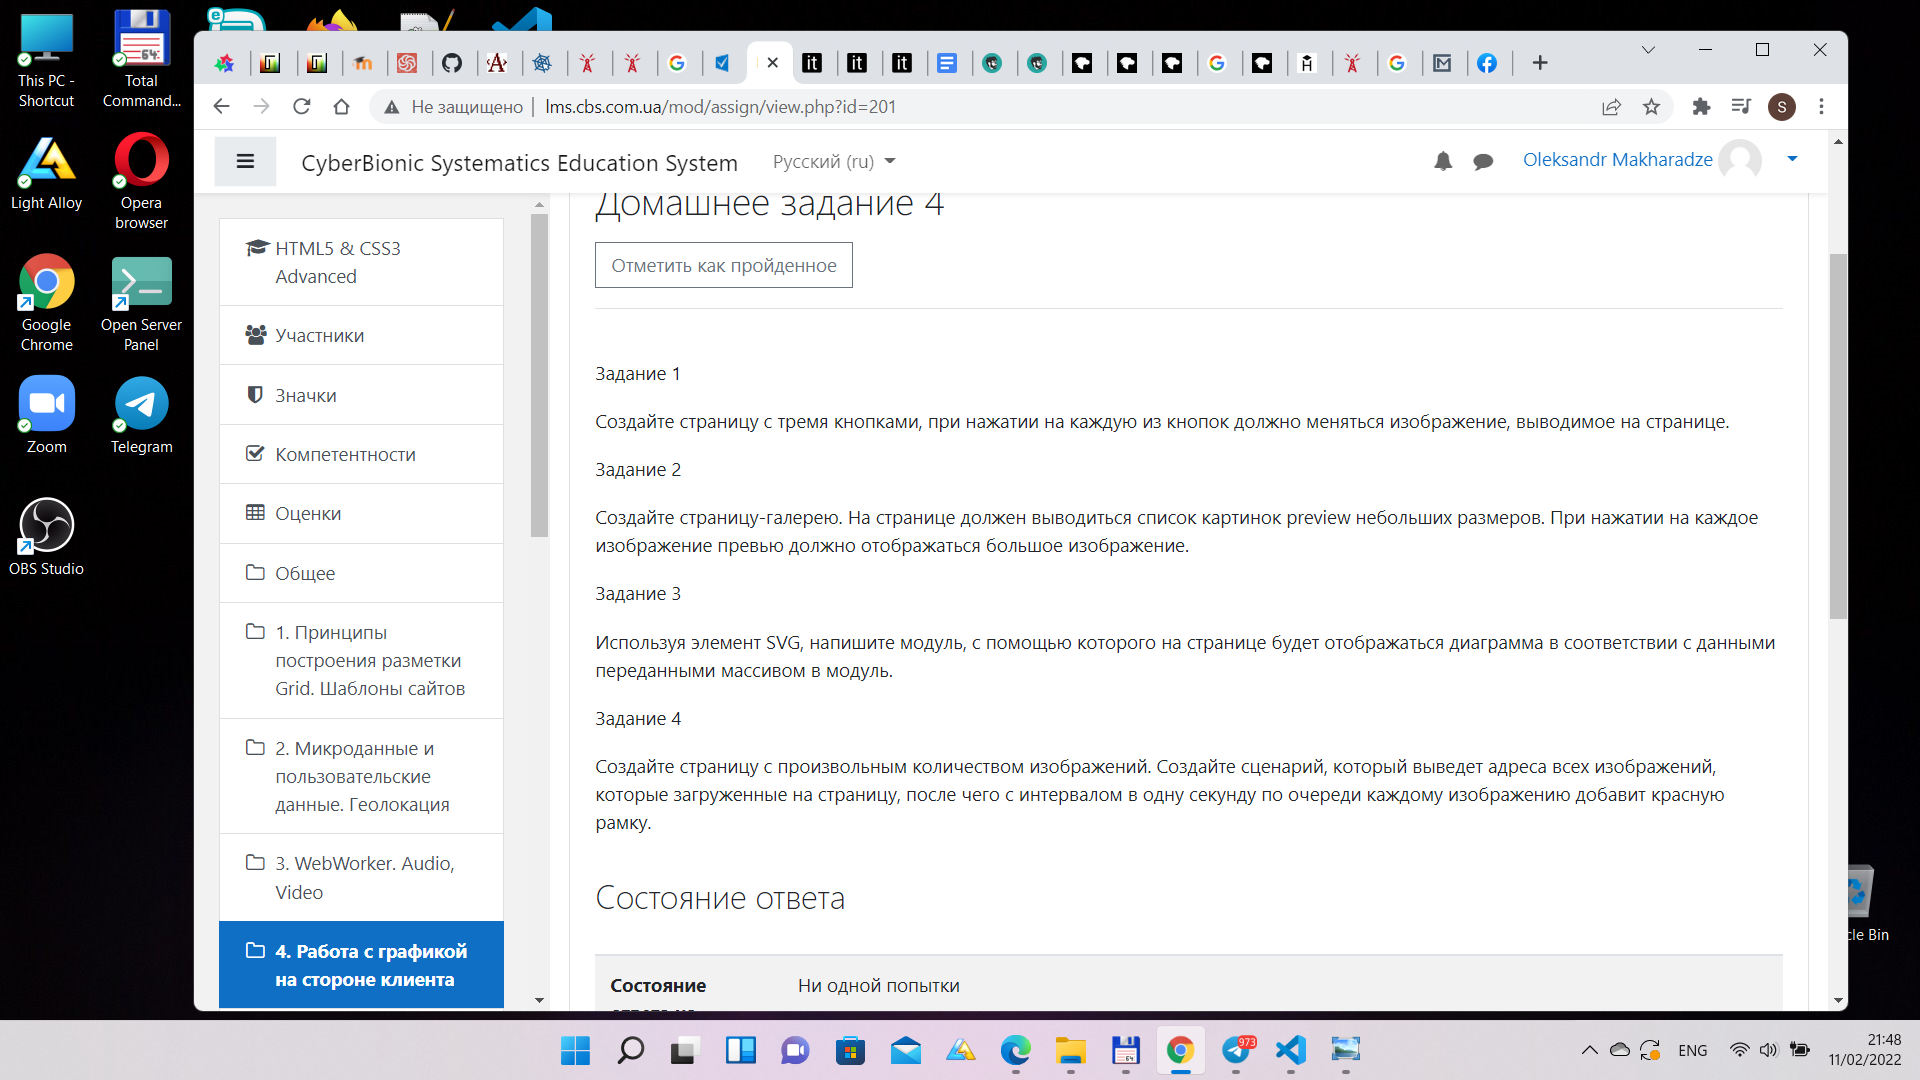 This PC -
Shortcut
Total
Command...
Light Alloy
Opera
browser
Google
Chrome
Open Server
Panel
Zoom
Telegram
OBS Studio
Не защищено
lms.cbs.com.ua/mod/assign/view.php?id=201
S
CyberBionic Systematics Education System
Русский (ru)
Oleksandr Makharadze
HTML5 & CSS3
Advanced
Участники
Значки
Компетентности
Оценки
Общее
1. Принципы
построения разметки
Grid. Шаблоны сайтов
2. Микроданные и
пользовательские
данные. Геолокация
3. WebWorker. Audio,
Video
4. Работа с графикой
на стороне клиента
Домашнее задание 4
Отметить как пройденное
Задание 1
Создайте страницу с тремя кнопками, при нажатии на каждую из кнопок должно меняться изображение, выводимое на странице.
Задание 2
Создайте страницу-галерею. На странице должен выводиться список картинок preview небольших размеров. При нажатии на каждое
изображение превью должно отображаться большое изображение.
Задание 3
Используя элемент SVG, напишите модуль, с помощью которого на странице будет отображаться диаграмма в соответствии с данными
переданными массивом в модуль.
Задание 4
Создайте страницу с произвольным количеством изображений. Создайте сценарий, который выведет адреса всех изображений,
которые загруженные на страницу, после чего с интервалом в одну секунду по очереди каждому изображению добавит красную
рамку.
Состояние ответа
Состояние
Ни одной попытки
cle Bin
973
ENG
21:48
11/02/2022